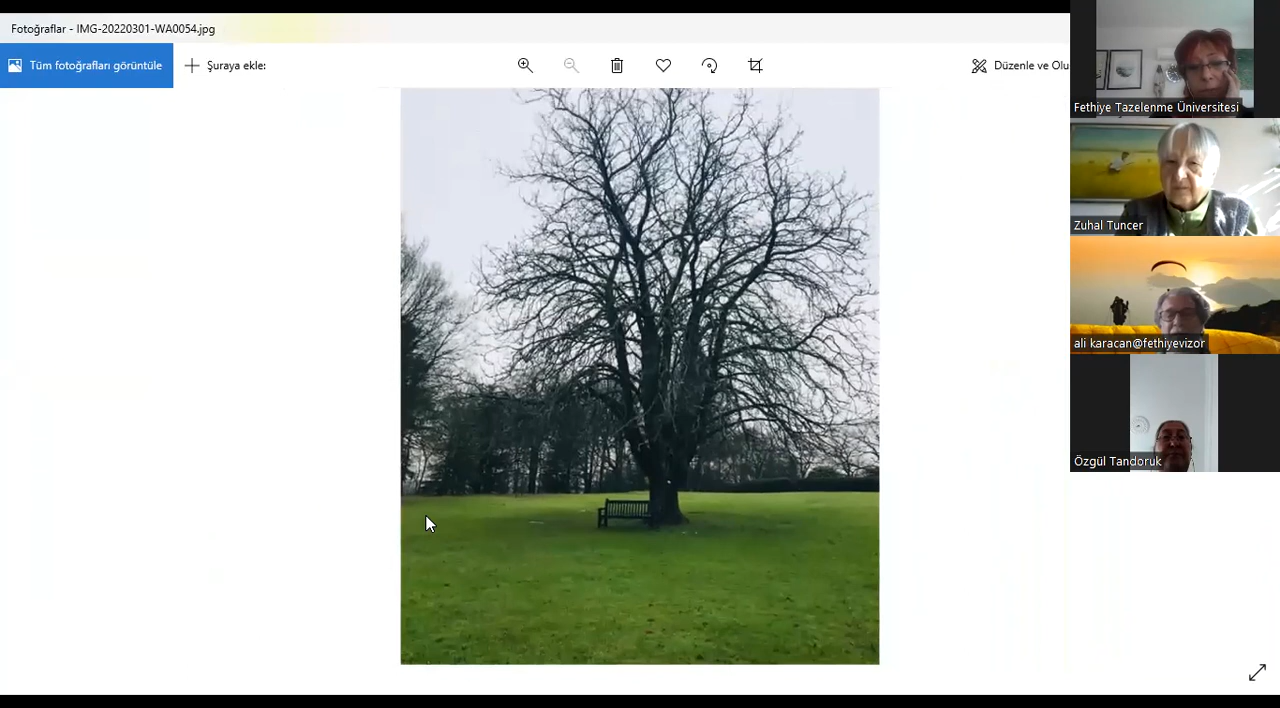 Fotoğraflar - IMG-20220301-WA0054.jpg
Tüm fotoğrafları görüntüle
Şuraya ekle:
Düzenle ve Olu
Fethiye Tazelenme Üniversitesi
Zuhal Tuncer
ali karacan@fethiyevizor
Özgül Tandoruk